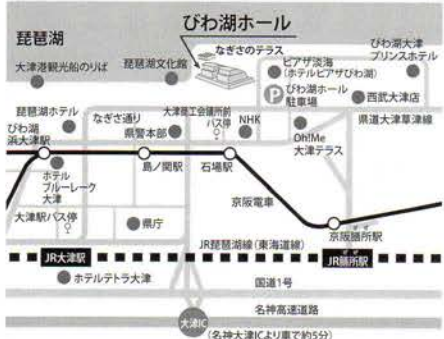 びわ湖ホール
琵琶湖
なぎさのテラス
大津港観光船のりば
琵琶湖文化館
ピアザ淡海
(ホテルピアザびわ湖)
びわ湖大津
プリンスホテル
P
びわ湖ホール
駐車場
西武大津店
琵琶湖ホテル
なぎさ通り
大津商工会議所前
バス停
NHK
県道大津草津線
びわ湖
浜大津駅
県警本部
Oh!Me
大津テラス
ホテル
ブルーレーク
大津
島ノ関駅
石場駅
京阪電車
大津駅バス停
県庁
JR琵琶湖線(東海道線)
京阪膳所駅
JR大津駅
JR膳所駅
ぜぜ
ホテルテトラ大津
国道1号
名神高速道路
大津IC
(名神大津ICより車で約5分)